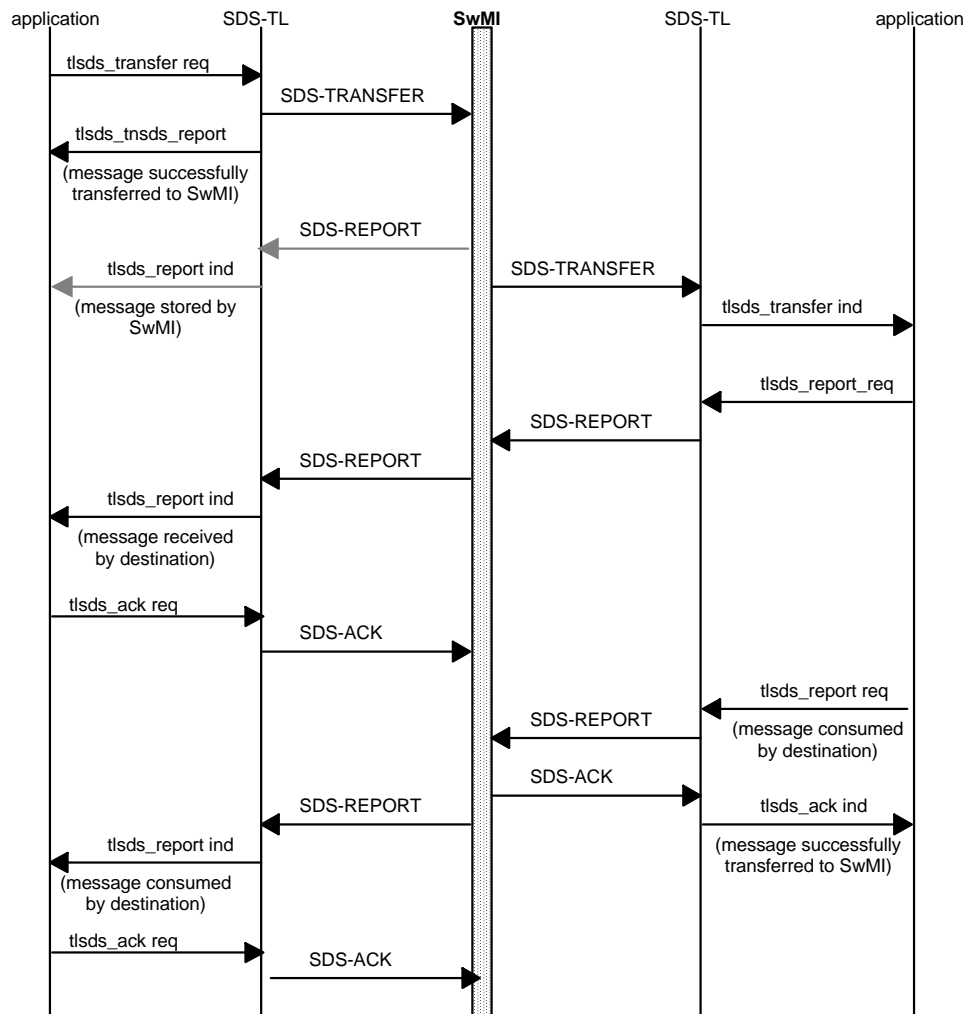 application
SDS-TL
SwMI
SDS-TL
application
tlsds_transfer req
SDS-TRANSFER
tlsds_tnsds_report
(message successfully
transferred to SwMI)
SDS-REPORT
tlsds_report ind
(message stored by
SwMI)
SDS-TRANSFER
tlsds_transfer ind
tlsds_report_req
SDS-REPORT
SDS-REPORT
tlsds_report ind
(message received
by destination)
tlsds_ack req
SDS-ACK
tlsds_report req
(message consumed
by destination)
SDS-REPORT
SDS-ACK
tlsds_ack ind
(message successfully
transferred to SwMI)
SDS-REPORT
tlsds_report ind
(message consumed
by destination)
tlsds_ack req
SDS-ACK